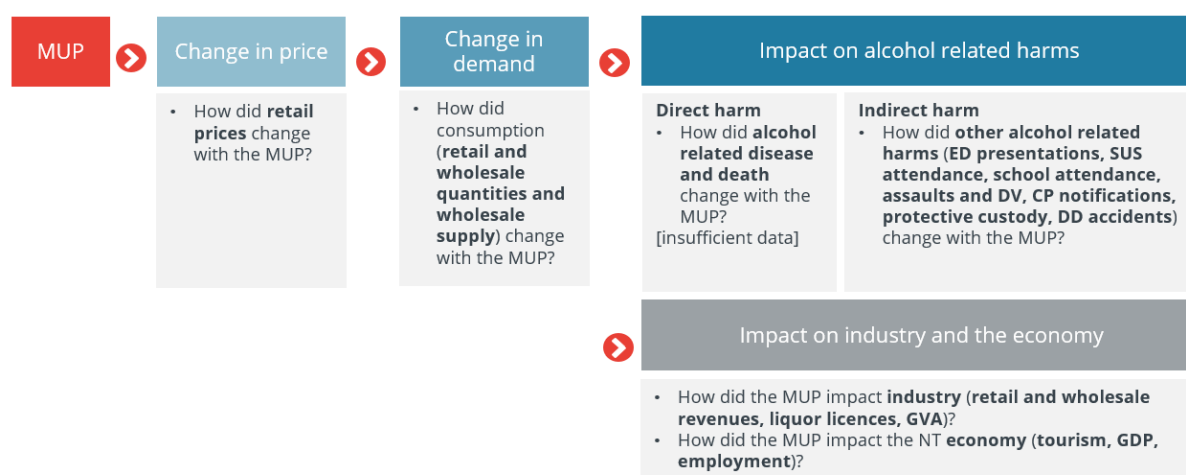 MUP
Change in price
Change in
demand
Impact on alcohol related harms
• How did retail
prices change
with the MUP?
• How did
consumption
(retail and
wholesale
quantities and
wholesale
supply) change
with the MUP?
Direct harm
• How did alcohol
related disease
and death
change with the
MUP?
[insufficient data]
Indirect harm
• How did other alcohol related
harms (ED presentations, SUS
attendance, school attendance,
assaults and DV, CP notifications,
protective custody, DD accidents)
change with the MUP?
Impact on industry and the economy
• How did the MUP impact industry (retail and wholesale
revenues, liquor licences, GVA)?
• How did the MUP impact the NT economy (tourism, GDP,
employment)?